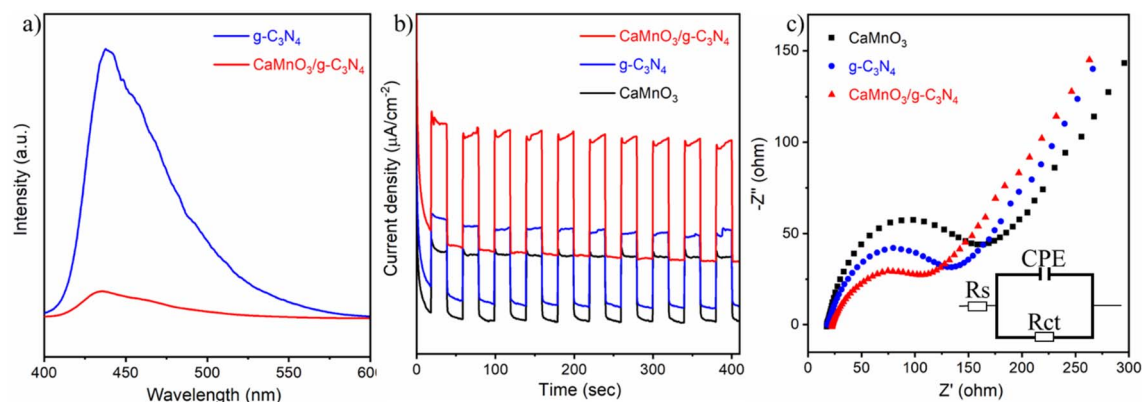 a)
g-C₃N₄
CaMnO₃/g-C₃N₄
Intensity (a.u.)
400 450 500 550 60
Wavelength (nm)
b)
CaMnO₃/g-C₃N₄
g-C₃N₄
CaMnO₃
Current density (μA/cm⁻²)
0 100 200 300 400
Time (sec)
c)
CaMnO₃
g-C₃N₄
CaMnO₃/g-C₃N₄
-Z'' (ohm)
150
100
50
0
CPE
Rs
Rct
0 50 100 150 200 250 300
Z' (ohm)